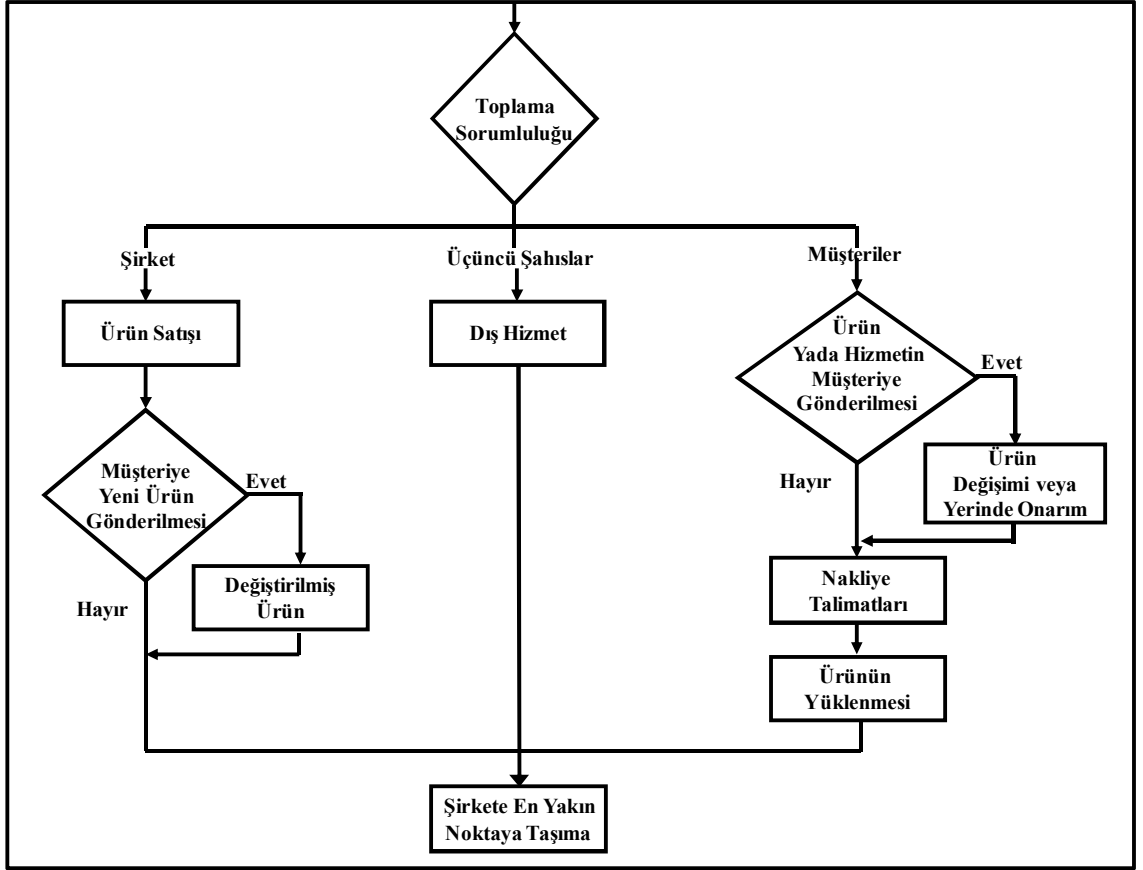 Toplama
Sorumluluğu
Şirket
Üçüncü Şahıslar
Müşteriler
Ürün Satışı
Dış Hizmet
Ürün
Yada Hizmetin
Müşteriye
Gönderilmesi
Evet
Müşteriye
Yeni Ürün
Gönderilmesi
Evet
Hayır
Ürün
Değişimi veya
Yerinde Onarım
Değiştirilmiş
Ürün
Hayır
Nakliye
Talimatları
Ürünün
Yüklenmesi
Şirkete En Yakın
Noktaya Taşıma